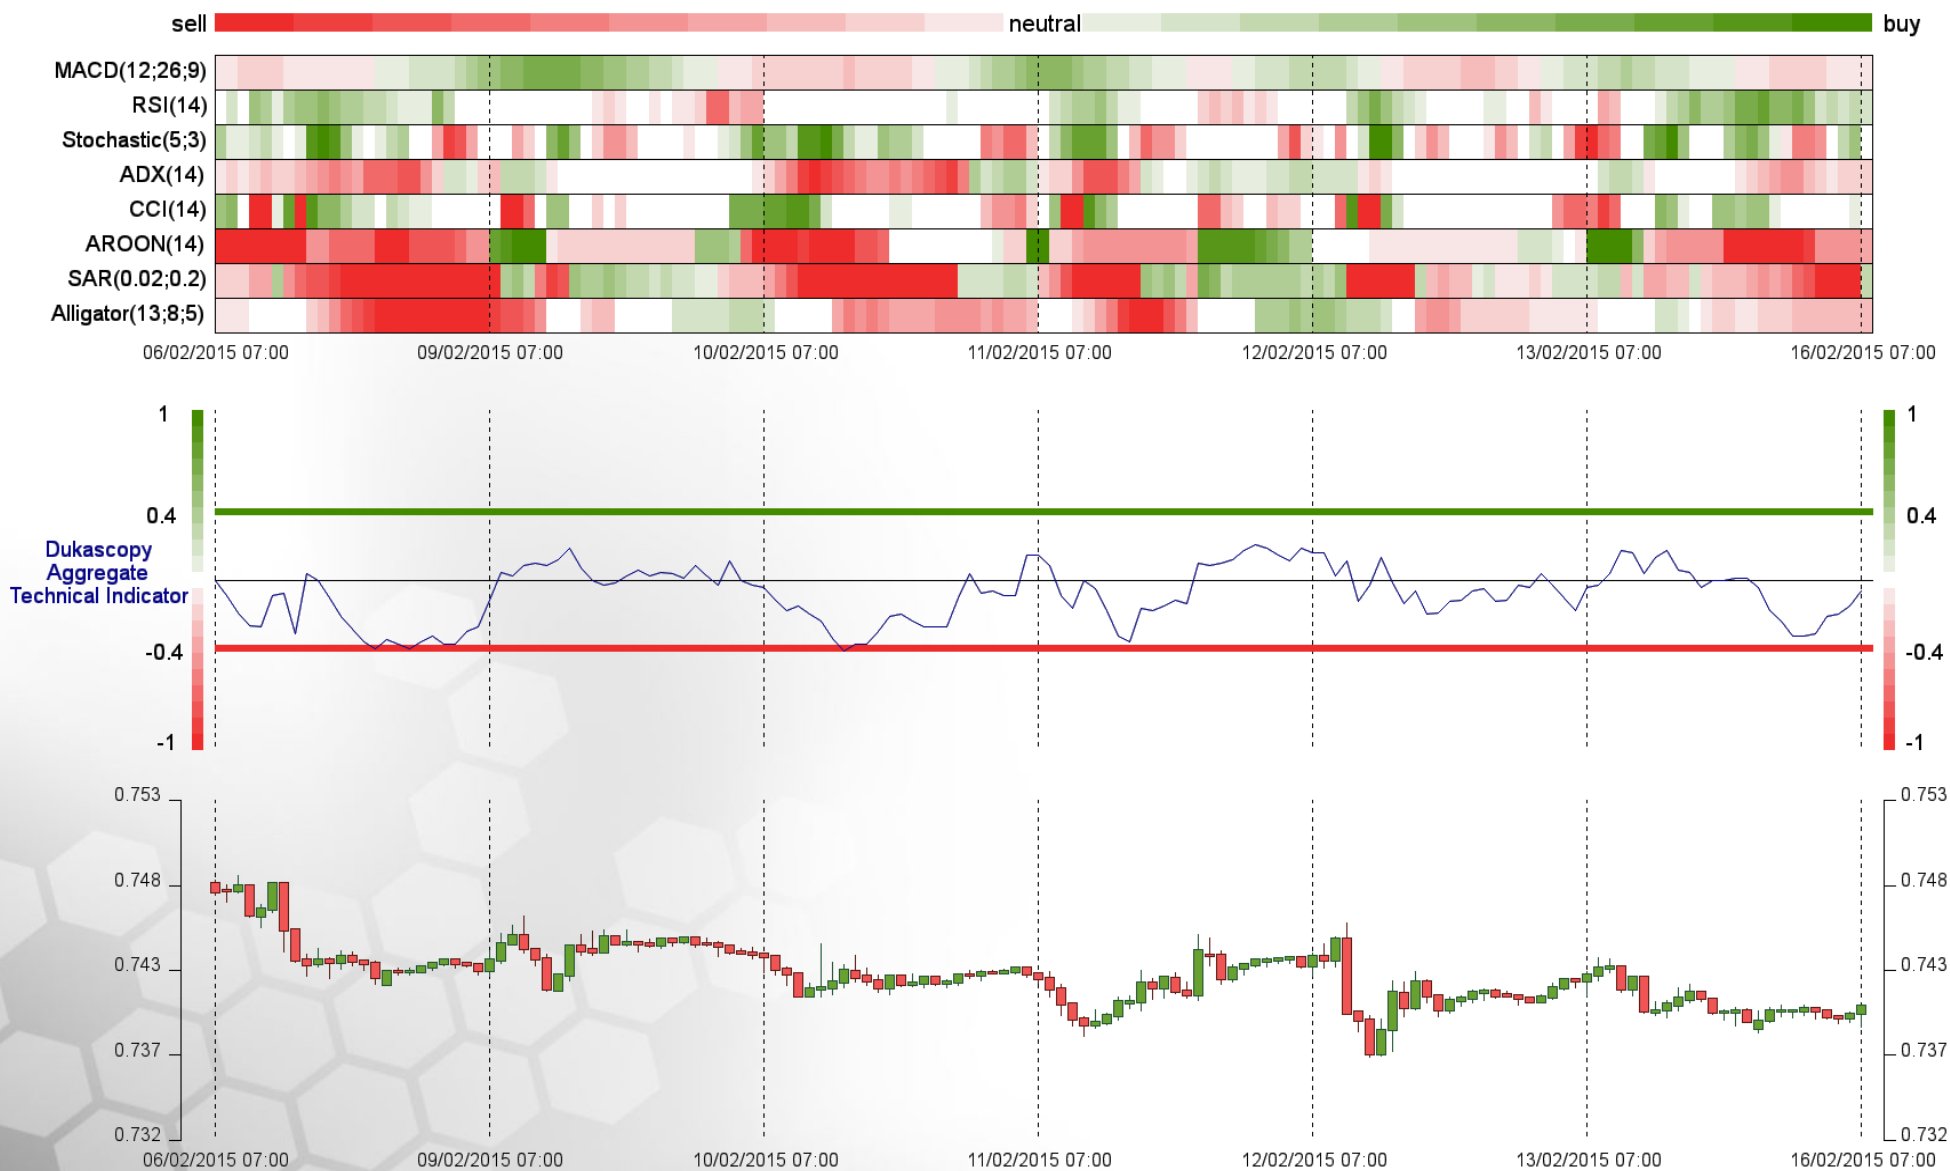 sell neutral buy
MACD(12;26;9)
RSI(14)
Stochastic(5;3)
ADX(14)
CCI(14)
AROON(14)
SAR(0.02;0.2)
Alligator(13;8;5)
06/02/2015 07:00 09/02/2015 07:00 10/02/2015 07:00 11/02/2015 07:00 12/02/2015 07:00 13/02/2015 07:00 16/02/2015 07:00
1 1
0.4 0.4
Dukascopy
Aggregate
Technical Indicator
-0.4 -0.4
-1 -1
0.753 0.753
0.748 0.748
0.743 0.743
0.737 0.737
0.732 0.732
06/02/2015 07:00 09/02/2015 07:00 10/02/2015 07:00 11/02/2015 07:00 12/02/2015 07:00 13/02/2015 07:00 16/02/2015 07:00